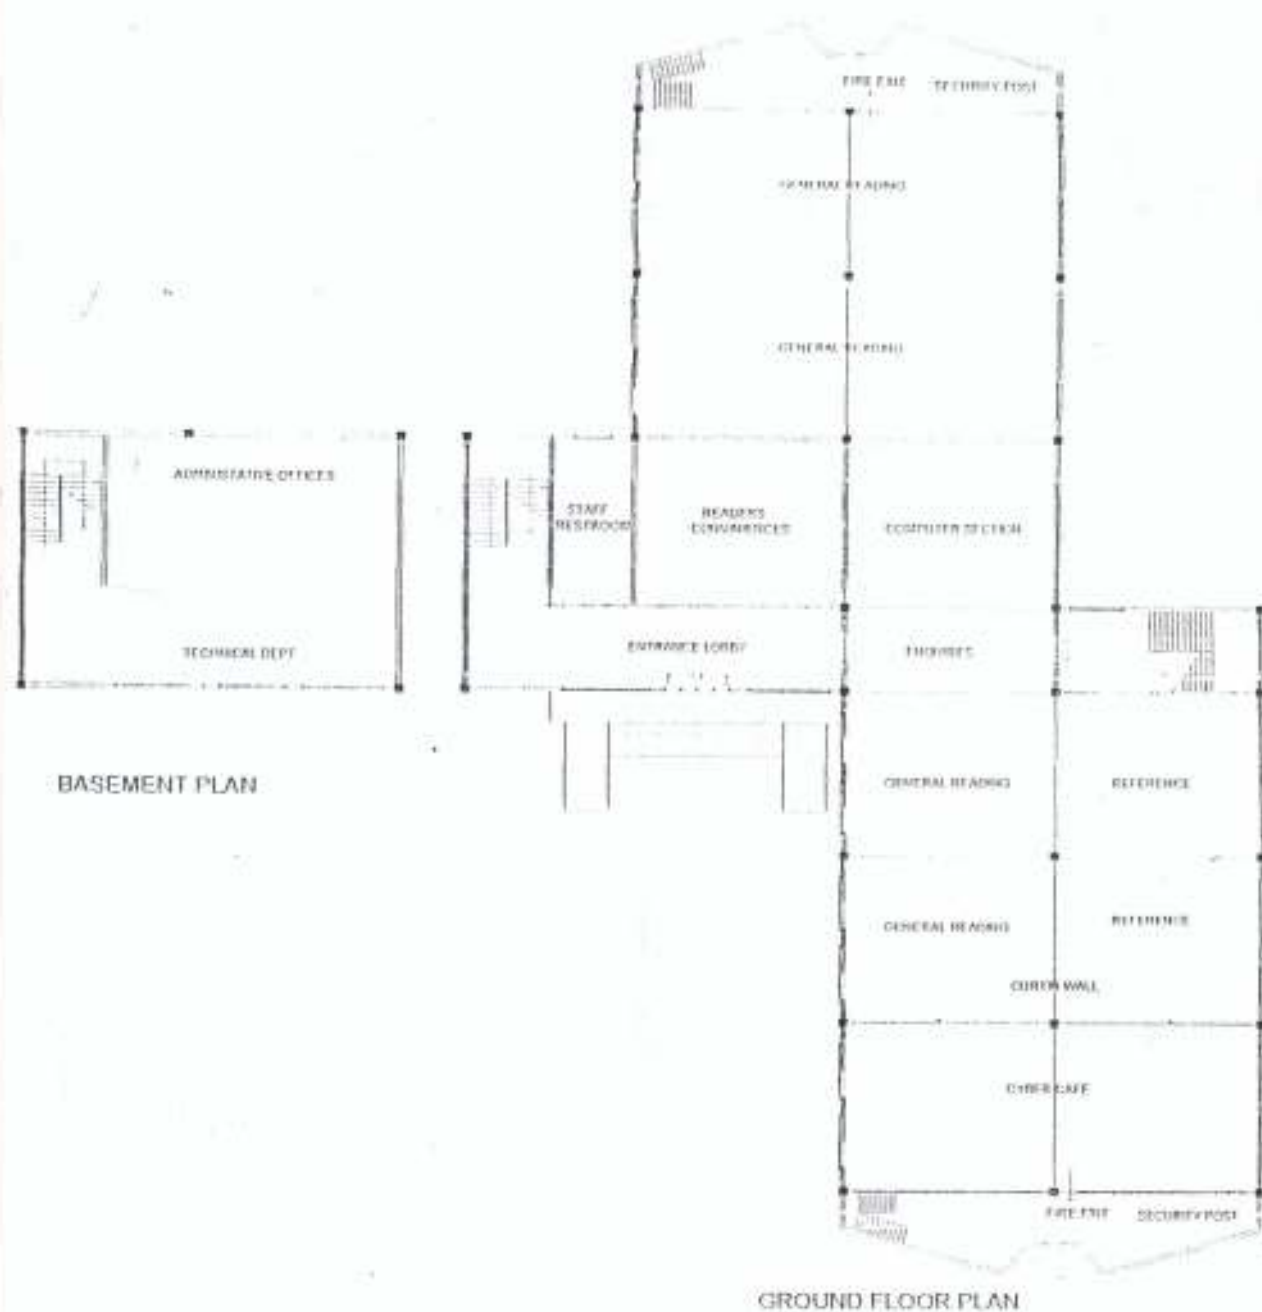 FIRE EXIT SECURITY POST
GENERAL READING
GENERAL READING
ADMINISTATIVE OFFICES
STAFF
RESTROOM
READERS
CONVINIENCES
COMPUTER SECTION
TECHNICAL DEPT
ENTRANCE LOBBY
ENQUIRIES
BASEMENT PLAN
GENERAL READING
REFERENCE
GENERAL READING
REFERENCE
CURTAIN WALL
CYBER CAFE
FIRE EXIT
SECURITY POST
GROUND FLOOR PLAN